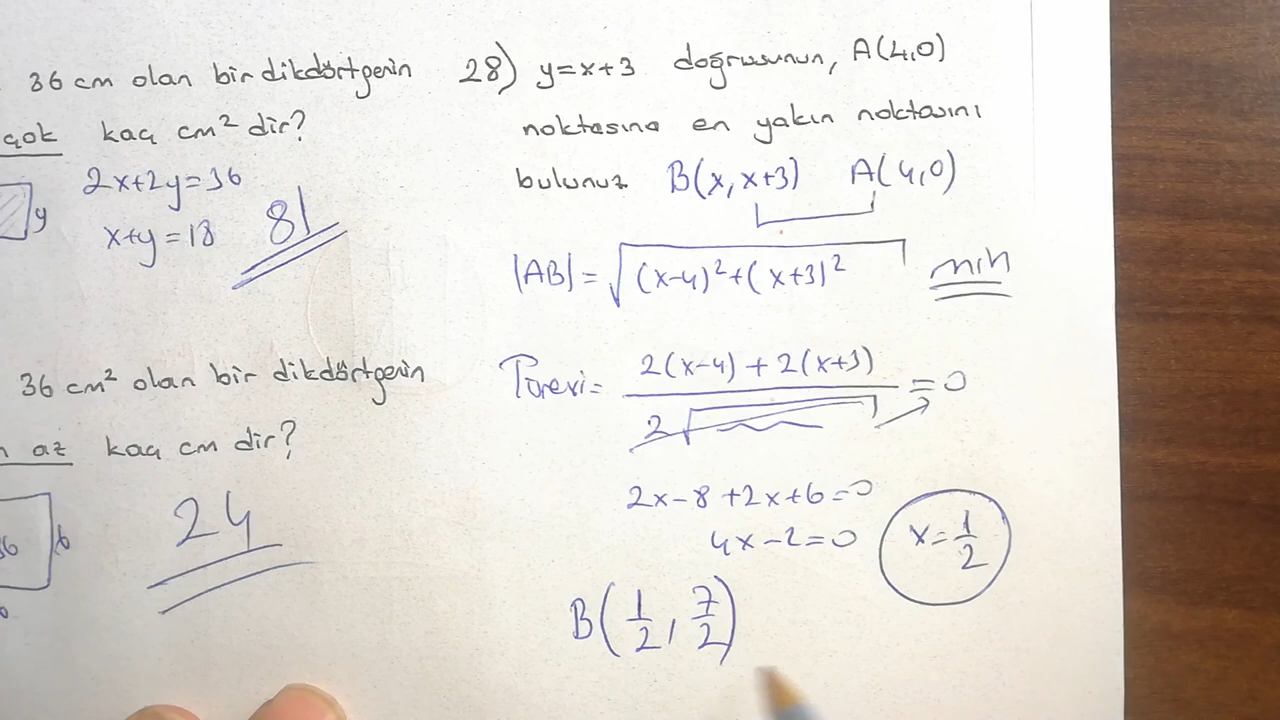 36 cm olan bir dikdörtgenin
çok kaç cm² dir?
2x+2y=36
x+y=18
81
y
36 cm² olan bir dikdörtgenin
az kaç cm dir?
24
6
28) y=x+3 doğrusunun, A(4,0)
noktasına en yakın noktasını
bulunuz B(x, x+3) A(4,0)
|AB| = √(x-4)²+(x+3)² min
Türevi = 2(x-4) + 2(x+3) / 2√ = 0
2x-8+2x+6=0
4x-2=0 x=1/2
B(1/2, 7/2)